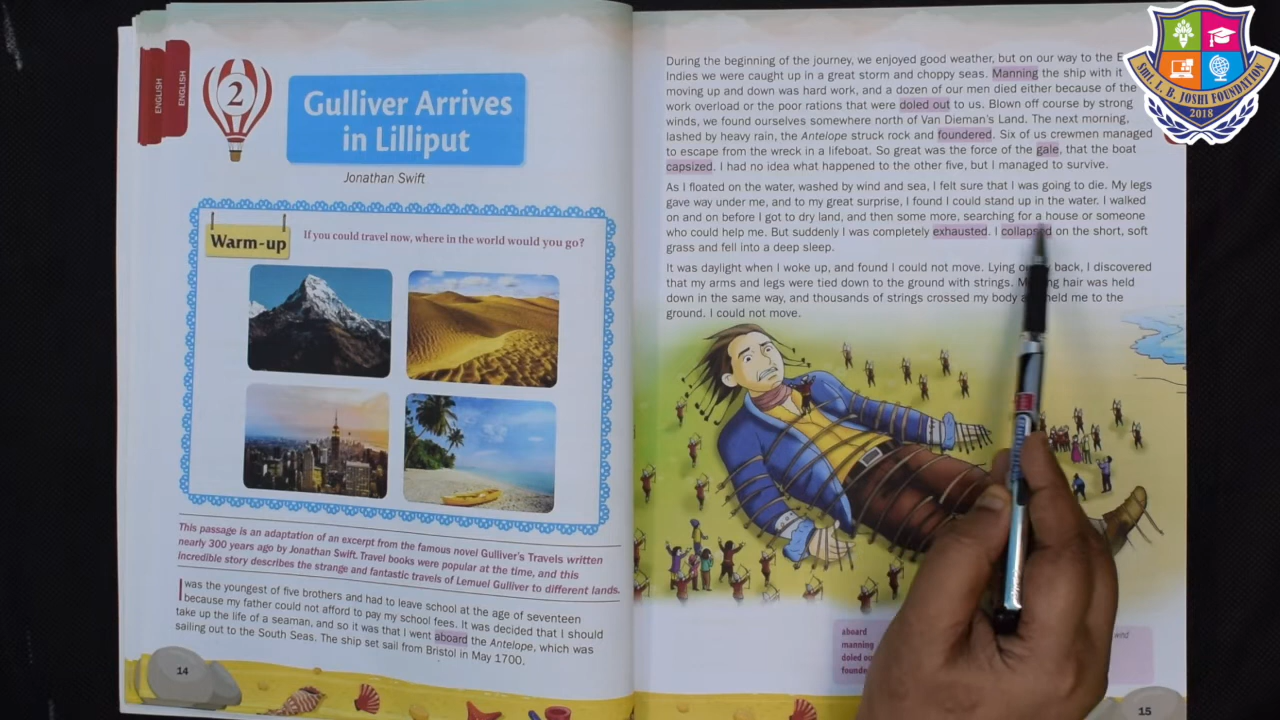 ENGLISH
ENGLISH
2
Gulliver Arrives
in Lilliput
Jonathan Swift
Warm-up
If you could travel now, where in the world would you go?
This passage is an adaptation of an excerpt from the famous novel Gulliver's Travels written
nearly 300 years ago by Jonathan Swift. Travel books were popular at the time, and this
incredible story describes the strange and fantastic travels of Lemuel Gulliver to different lands.
I was the youngest of five brothers and had to leave school at the age of seventeen
because my father could not afford to pay my school fees. It was decided that I should
take up the life of a seaman, and so it was that I went aboard the Antelope, which was
sailing out to the South Seas. The ship set sail from Bristol in May 1700.
14
During the beginning of the journey, we enjoyed good weather, but on our way to the
Indies we were caught up in a great storm and choppy seas. Manning the ship with it
moving up and down was hard work, and a dozen of our men died either because of the
work overload or the poor rations that were doled out to us. Blown off course by strong
winds, we found ourselves somewhere north of Van Dieman's Land. The next morning,
lashed by heavy rain, the Antelope struck rock and foundered. Six of us crewmen managed
to escape from the wreck in a lifeboat. So great was the force of the gale, that the boat
capsized. I had no idea what happened to the other five, but I managed to survive.
As I floated on the water, washed by wind and sea, I felt sure that I was going to die. My legs
gave way under me, and to my great surprise, I found I could stand up in the water. I walked
on and on before I got to dry land, and then some more, searching for a house or someone
who could help me. But suddenly I was completely exhausted. I collapsed on the short, soft
grass and fell into a deep sleep.
It was daylight when I woke up, and found I could not move. Lying back, I discovered
that my arms and legs were tied down to the ground with strings. hair was held
down in the same way, and thousands of strings crossed my body held me to the
ground. I could not move.
aboard
manning
doled
wind
15
SMT. I. B. JOSHI FOUNDATION
2018